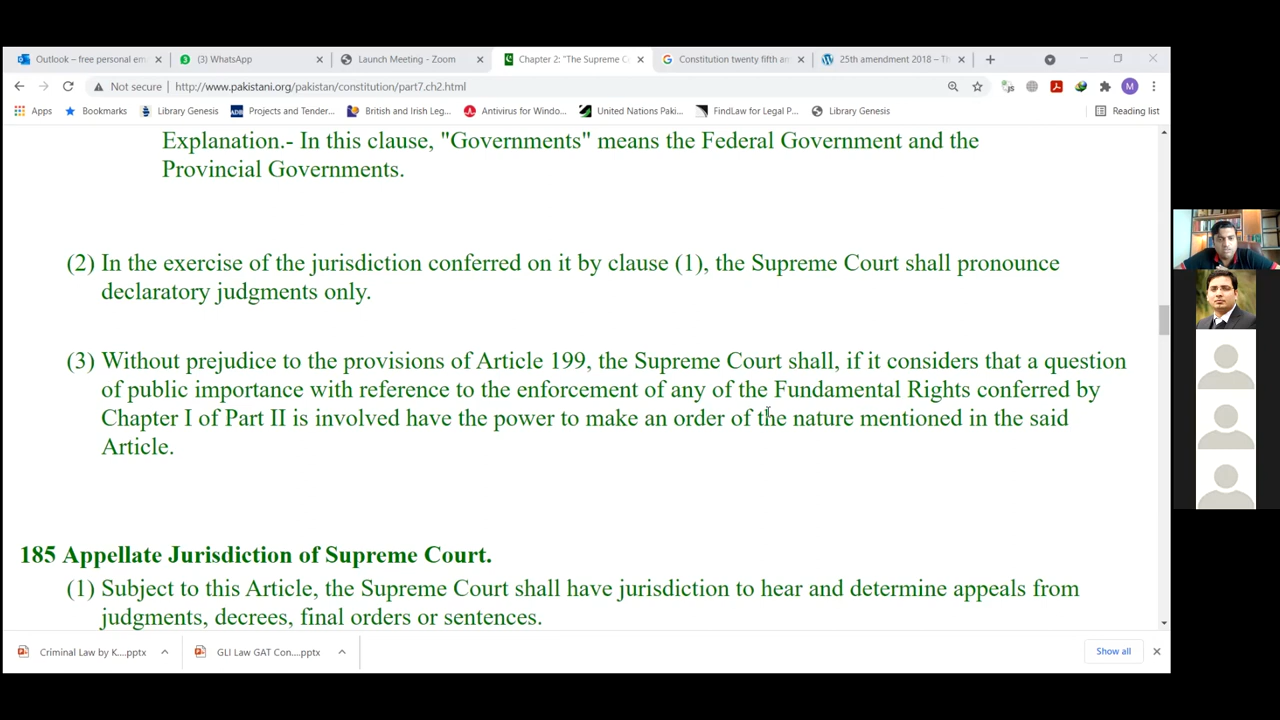 Outlook – free personal em
(3) WhatsApp
Launch Meeting - Zoom
Chapter 2: "The Supreme C
Constitution twenty fifth an
25th amendment 2018 – Th
Not secure
http://www.pakistani.org/pakistan/constitution/part7.ch2.html
M
Apps
Bookmarks
Library Genesis
ADB
Projects and Tender...
British and Irish Leg...
Antivirus for Windo...
United Nations Paki...
FindLaw for Legal P...
Library Genesis
Reading list
Explanation.- In this clause, "Governments" means the Federal Government and the
Provincial Governments.
(2) In the exercise of the jurisdiction conferred on it by clause (1), the Supreme Court shall pronounce
declaratory judgments only.
(3) Without prejudice to the provisions of Article 199, the Supreme Court shall, if it considers that a question
of public importance with reference to the enforcement of any of the Fundamental Rights conferred by
Chapter I of Part II is involved have the power to make an order of the nature mentioned in the said
Article.
185 Appellate Jurisdiction of Supreme Court.
(1) Subject to this Article, the Supreme Court shall have jurisdiction to hear and determine appeals from
judgments, decrees, final orders or sentences.
Criminal Law by K....pptx
GLI Law GAT Con....pptx
Show all